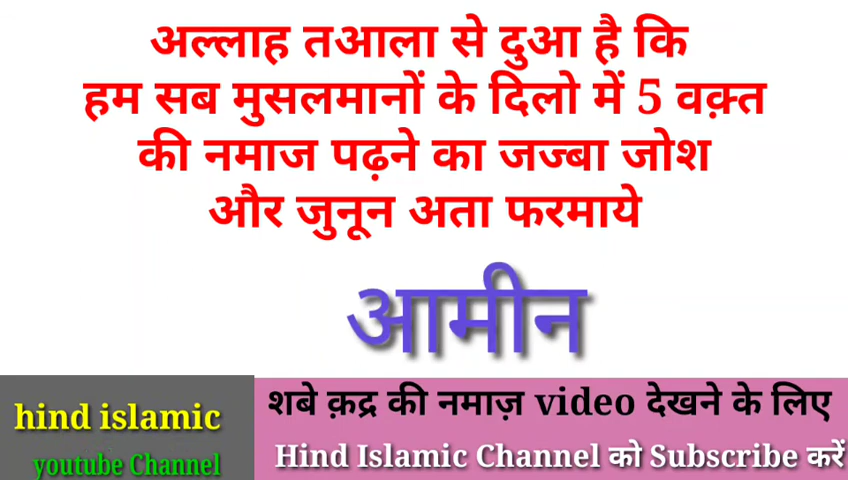 अल्लाह तआला से दुआ है कि
हम सब मुसलमानों के दिलो में 5 वक़्त
की नमाज पढ़ने का जज्बा जोश
और जुनून अता फरमाये
आमीन
hind islamic
youtube Channel
शबे क़द्र की नमाज़ video देखने के लिए
Hind Islamic Channel को Subscribe करें